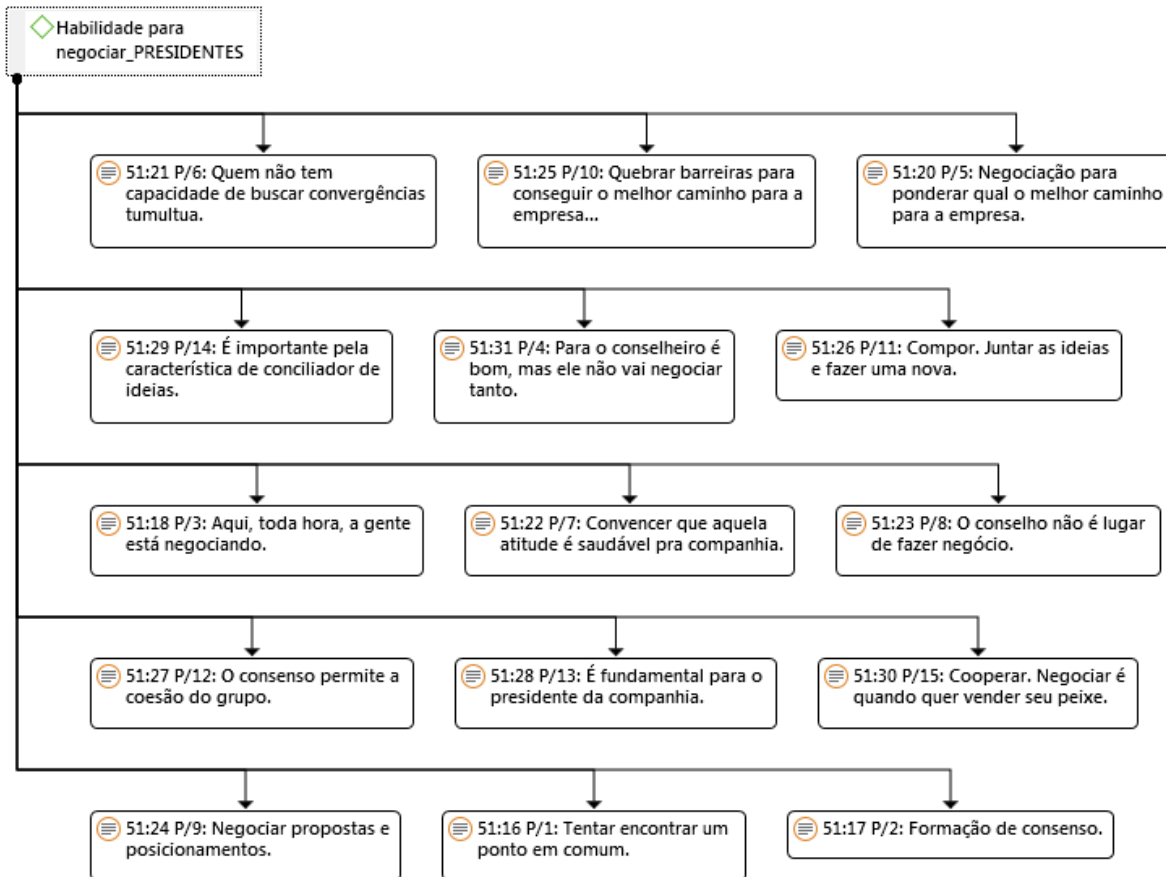 Habilidade para
negociar_PRESIDENTES
51:21 P/6: Quem não tem
capacidade de buscar convergências
tumultua.
51:25 P/10: Quebrar barreiras para
conseguir o melhor caminho para a
empresa...
51:20 P/5: Negociação para
ponderar qual o melhor caminho
para a empresa.
51:29 P/14: É importante pela
característica de conciliador de
ideias.
51:31 P/4: Para o conselheiro é
bom, mas ele não vai negociar
tanto.
51:26 P/11: Compor. Juntar as ideias
e fazer uma nova.
51:18 P/3: Aqui, toda hora, a gente
está negociando.
51:22 P/7: Convencer que aquela
atitude é saudável pra companhia.
51:23 P/8: O conselho não é lugar
de fazer negócio.
51:27 P/12: O consenso permite a
coesão do grupo.
51:28 P/13: É fundamental para o
presidente da companhia.
51:30 P/15: Cooperar. Negociar é
quando quer vender seu peixe.
51:24 P/9: Negociar propostas e
posicionamentos.
51:16 P/1: Tentar encontrar um
ponto em comum.
51:17 P/2: Formação de consenso.